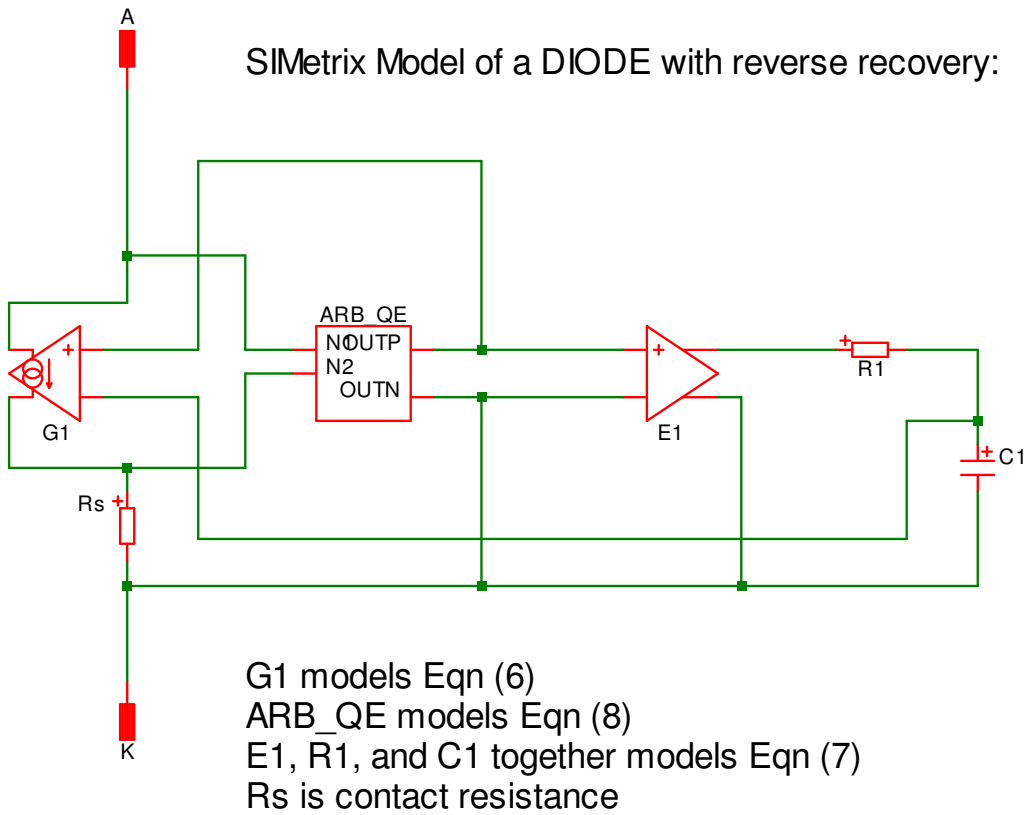 A
SIMetrix Model of a DIODE with reverse recovery:
ARB_QE
+
N1 OUTP
N2
OUTN
G1
+
E1
+
R1
+
C1
Rs +
K
G1 models Eqn (6)
ARB_QE models Eqn (8)
E1, R1, and C1 together models Eqn (7)
Rs is contact resistance